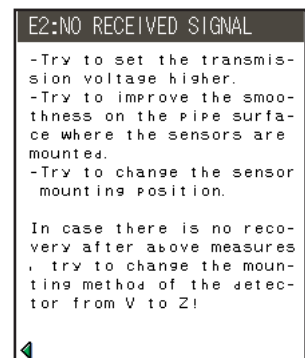 E2:NO RECEIVED SIGNAL
-Try to set the transmis-
sion voltage higher.
-Try to improve the smoo-
thness on the pipe surfa-
ce where the sensors are
mounted.
-Try to change the sensor
mounting position.
In case there is no reco-
very after above measures
, try to change the moun-
ting method of the detec-
tor from V to Z!